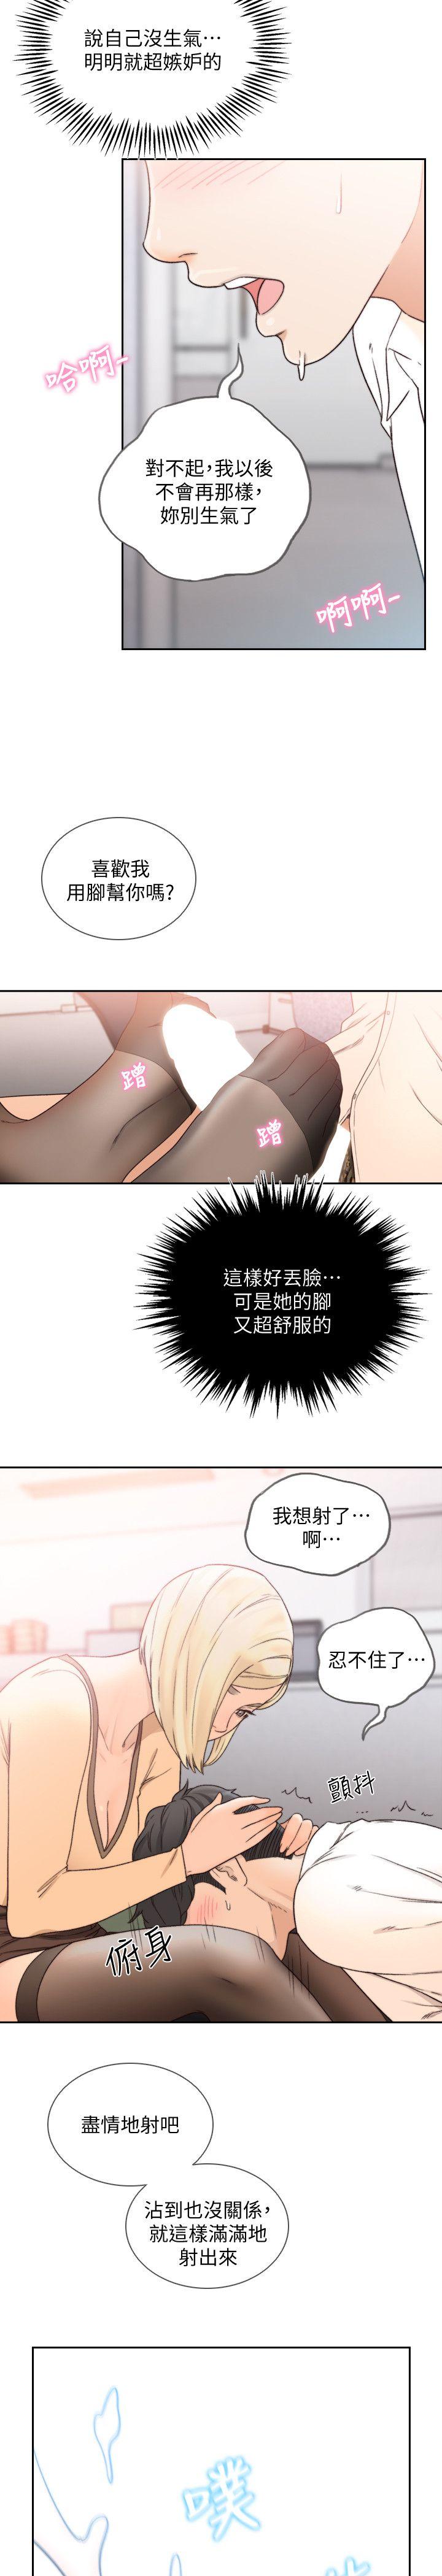 說自己沒生氣⋯
明明就超嫉妒的
哈啊-
對不起,我以後
不會再那樣,
妳別生氣了
啊啊-
喜歡我
用腳幫你嗎?
蹭
蹭
這樣好丟臉⋯
可是她的腳
又超舒服的
我想射了⋯
啊⋯
忍不住了⋯
顫抖
俯身
盡情地射吧
沾到也沒關係,
就這樣滿滿地
射出來
噗